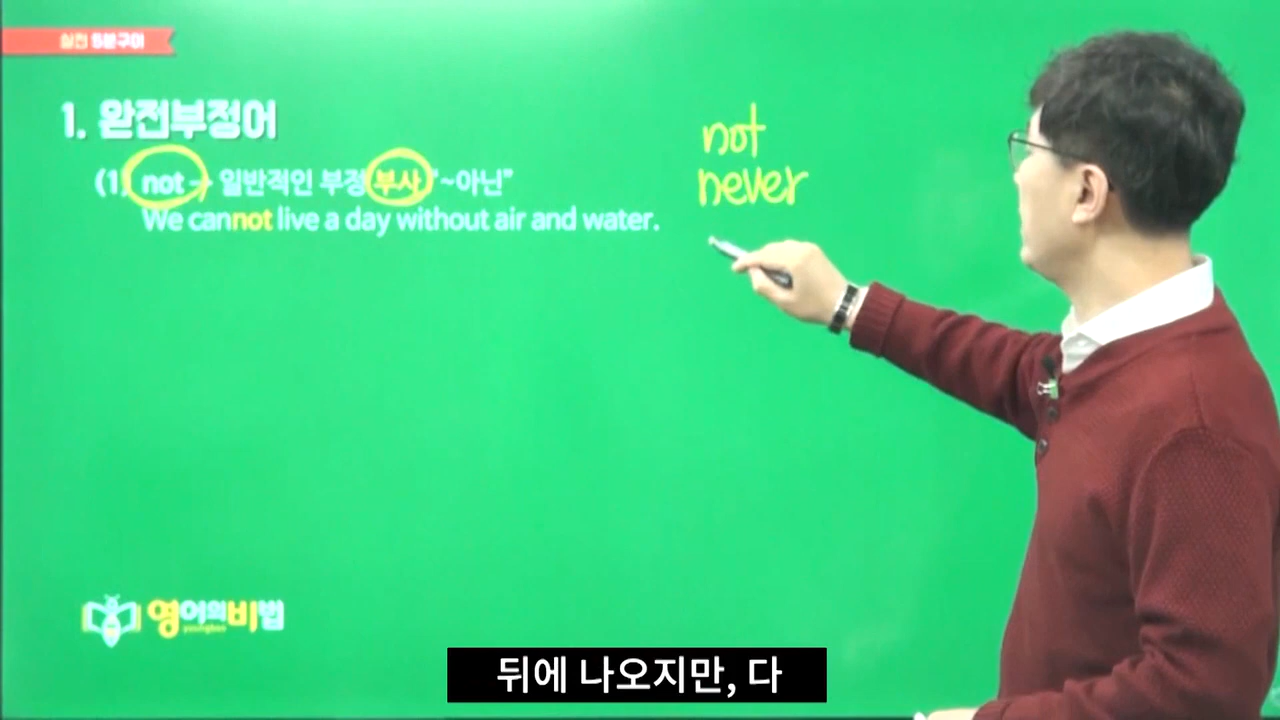 실전 5분구미
1. 완전부정어
(1) not → 일반적인 부정부사 “~아닌”
We cannot live a day without air and water.
not
never
영어의비법
뒤에 나오지만, 다